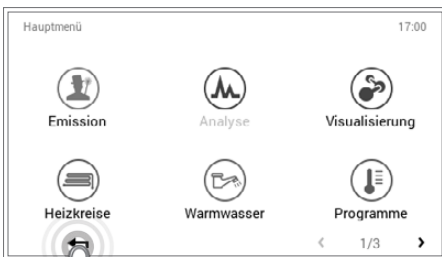 Hauptmenü 17:00
Emission Analyse Visualisierung
Heizkreise Warmwasser Programme
< 1/3 >